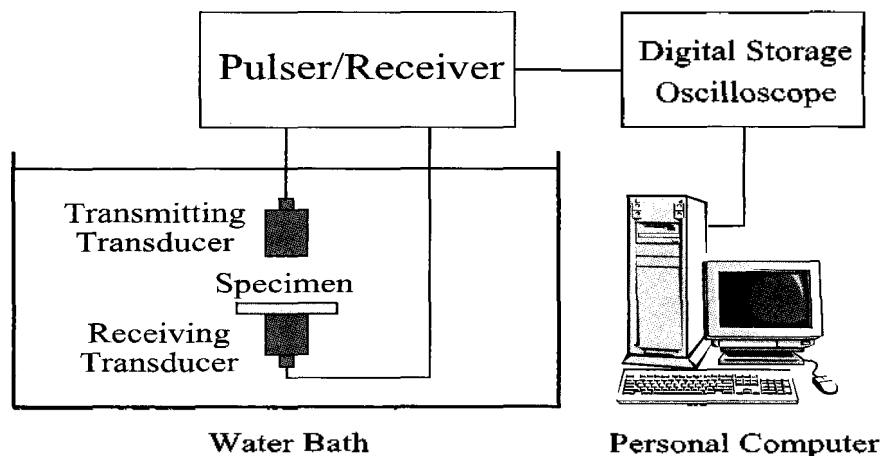 Pulser/Receiver
Digital Storage
Oscilloscope
Transmitting
Transducer
Specimen
Receiving
Transducer
Water Bath
Personal Computer